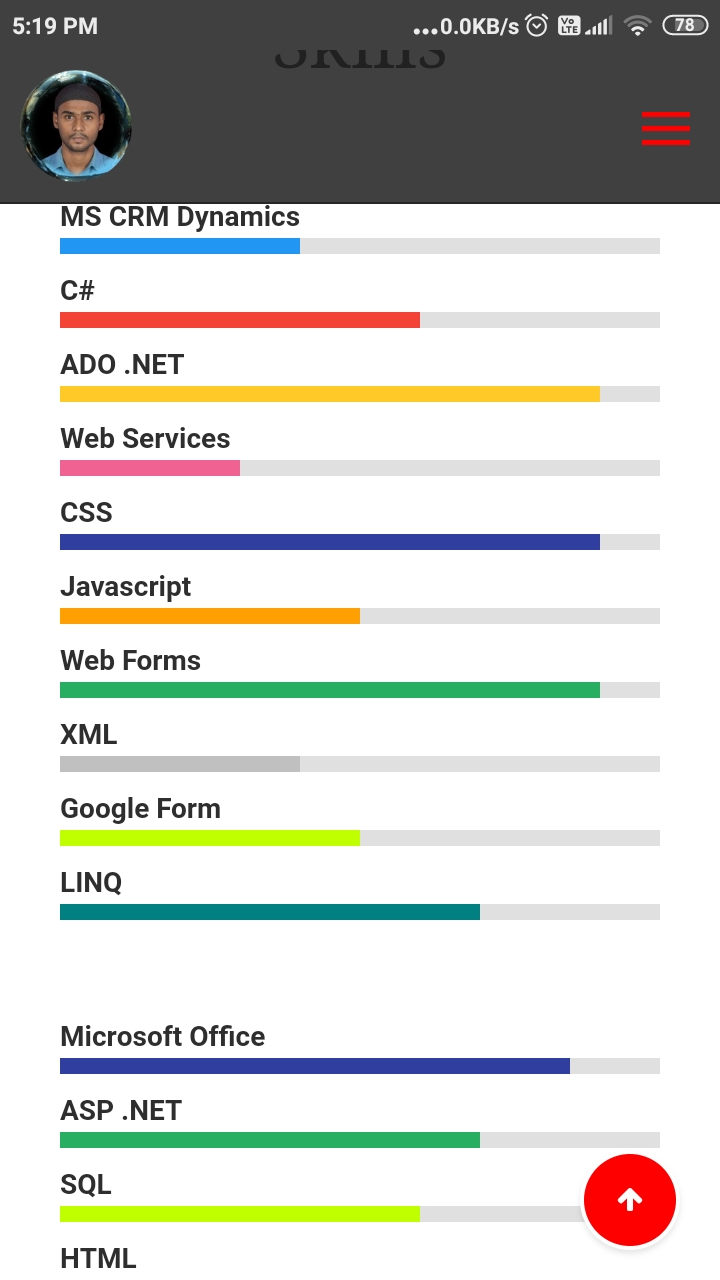 5:19 PM
...0.0KB/s Vo LTE 78
Skills
MS CRM Dynamics
C#
ADO .NET
Web Services
CSS
Javascript
Web Forms
XML
Google Form
LINQ
Microsoft Office
ASP .NET
SQL
HTML